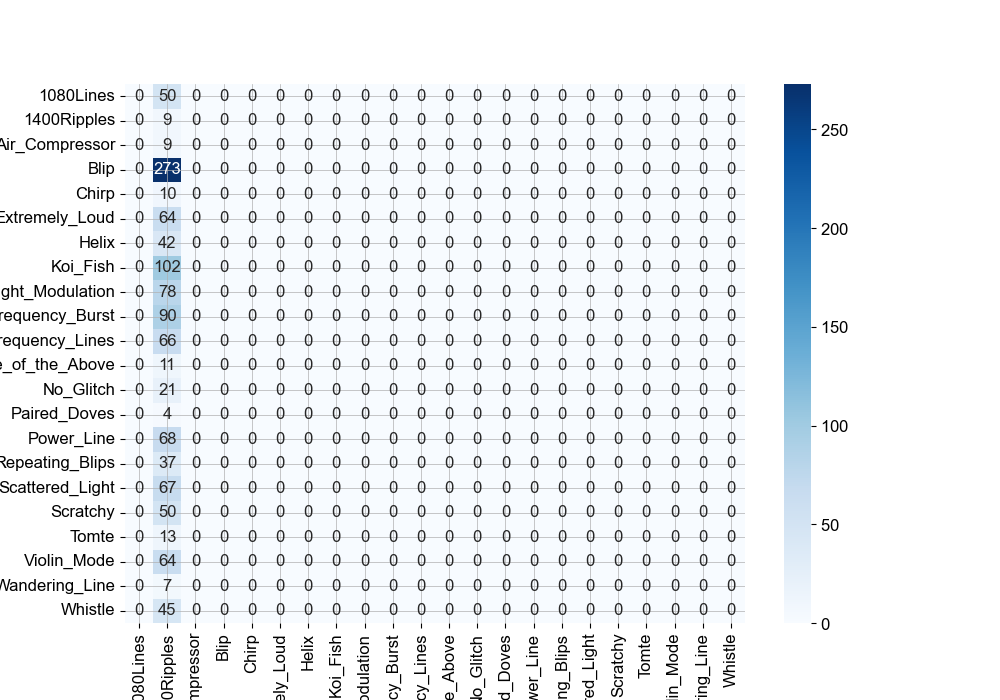 1080Lines 0 50 0 0 0 0 0 0 0 0 0 0 0 0 0 0 0 0 0 0 0 0
1400Ripples 0 9 0 0 0 0 0 0 0 0 0 0 0 0 0 0 0 0 0 0 0 0
Air_Compressor 0 9 0 0 0 0 0 0 0 0 0 0 0 0 0 0 0 0 0 0 0 0
Blip 0 273 0 0 0 0 0 0 0 0 0 0 0 0 0 0 0 0 0 0 0 0
Chirp 0 10 0 0 0 0 0 0 0 0 0 0 0 0 0 0 0 0 0 0 0 0
Extremely_Loud 0 64 0 0 0 0 0 0 0 0 0 0 0 0 0 0 0 0 0 0 0 0
Helix 0 42 0 0 0 0 0 0 0 0 0 0 0 0 0 0 0 0 0 0 0 0
Koi_Fish 0 102 0 0 0 0 0 0 0 0 0 0 0 0 0 0 0 0 0 0 0 0
ght_Modulation 0 78 0 0 0 0 0 0 0 0 0 0 0 0 0 0 0 0 0 0 0 0
requency_Burst 0 90 0 0 0 0 0 0 0 0 0 0 0 0 0 0 0 0 0 0 0 0
requency_Lines 0 66 0 0 0 0 0 0 0 0 0 0 0 0 0 0 0 0 0 0 0 0
e_of_the_Above 0 11 0 0 0 0 0 0 0 0 0 0 0 0 0 0 0 0 0 0 0 0
No_Glitch 0 21 0 0 0 0 0 0 0 0 0 0 0 0 0 0 0 0 0 0 0 0
Paired_Doves 0 4 0 0 0 0 0 0 0 0 0 0 0 0 0 0 0 0 0 0 0 0
Power_Line 0 68 0 0 0 0 0 0 0 0 0 0 0 0 0 0 0 0 0 0 0 0
Repeating_Blips 0 37 0 0 0 0 0 0 0 0 0 0 0 0 0 0 0 0 0 0 0 0
Scattered_Light 0 67 0 0 0 0 0 0 0 0 0 0 0 0 0 0 0 0 0 0 0 0
Scratchy 0 50 0 0 0 0 0 0 0 0 0 0 0 0 0 0 0 0 0 0 0 0
Tomte 0 13 0 0 0 0 0 0 0 0 0 0 0 0 0 0 0 0 0 0 0 0
Violin_Mode 0 64 0 0 0 0 0 0 0 0 0 0 0 0 0 0 0 0 0 0 0 0
Wandering_Line 0 7 0 0 0 0 0 0 0 0 0 0 0 0 0 0 0 0 0 0 0 0
Whistle 0 45 0 0 0 0 0 0 0 0 0 0 0 0 0 0 0 0 0 0 0 0
080Lines
0Ripples
mpressor
Blip
Chirp
ely_Loud
Helix
Koi_Fish
odulation
cy_Burst
cy_Lines
e_Above
No_Glitch
d_Doves
wer_Line
ng_Blips
red_Light
Scratchy
Tomte
in_Mode
ring_Line
Whistle
250
200
150
100
50
0